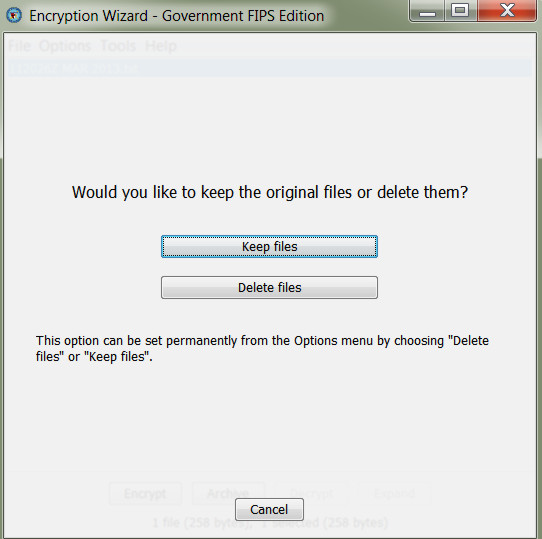 Encryption Wizard - Government FIPS Edition
File Options Tools Help
Would you like to keep the original files or delete them?
Keep files
Delete files
This option can be set permanently from the Options menu by choosing "Delete
files" or "Keep files".
Encrypt Archive Decrypt Expand
Cancel
1 file (258 bytes), 1 selected (258 bytes)